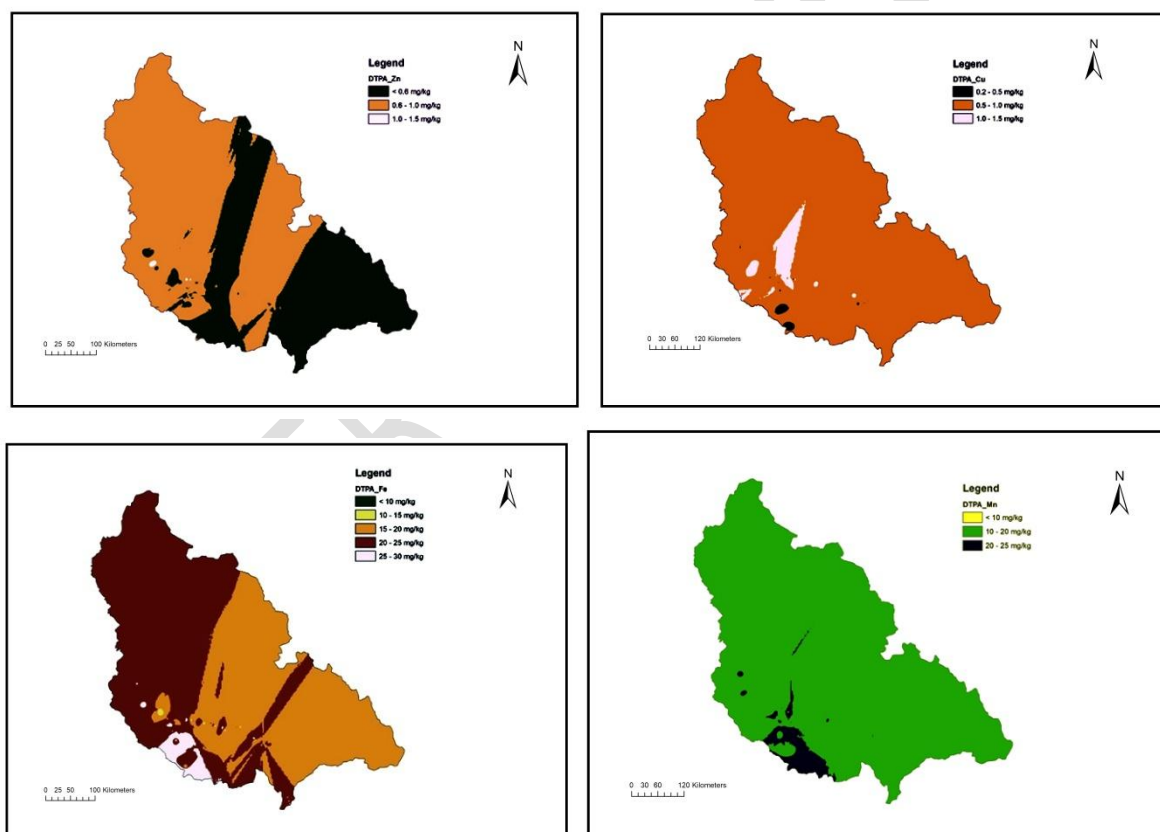 N
Legend
DTPA_Zn
< 0.6 mg/kg
0.6 - 1.0 mg/kg
1.0 - 1.5 mg/kg
0 25 50 100 Kilometers
N
Legend
DTPA_Cu
0.2 - 0.5 mg/kg
0.5 - 1.0 mg/kg
1.0 - 1.5 mg/kg
0 30 60 120 Kilometers
N
Legend
DTPA_Fe
< 10 mg/kg
10 - 15 mg/kg
15 - 20 mg/kg
20 - 25 mg/kg
25 - 30 mg/kg
0 25 50 100 Kilometers
N
Legend
DTPA_Mn
< 10 mg/kg
10 - 20 mg/kg
20 - 25 mg/kg
0 30 60 120 Kilometers